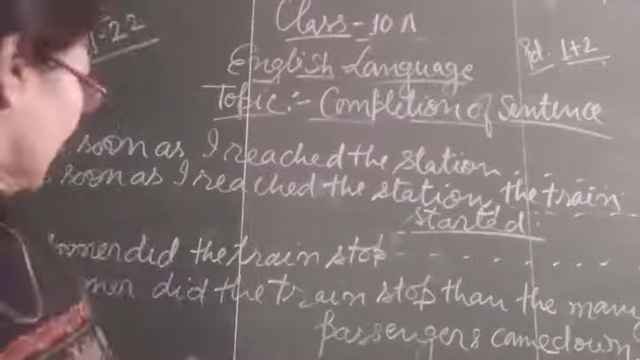 Class-10 A
1-22
Pd. 1+2
English Language
Topic:- Completion of Sentence
soon as I reached the station . - - -
soon as I reached the station, the train
started.
did the train stop - - - . . . .
did the train stop than the many
passengers came down